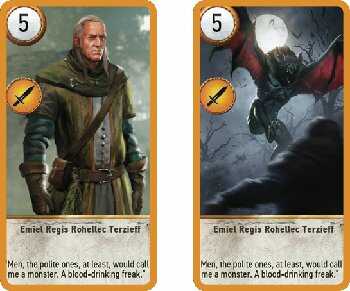 5
Emiel Regis Rohellec Terzieff
Men, the polite ones, at least, would call
me a monster. A blood-drinking freak."
5
Emiel Regis Rohellec Terzieff
Men, the polite ones, at least, would call
me a monster. A blood-drinking freak."